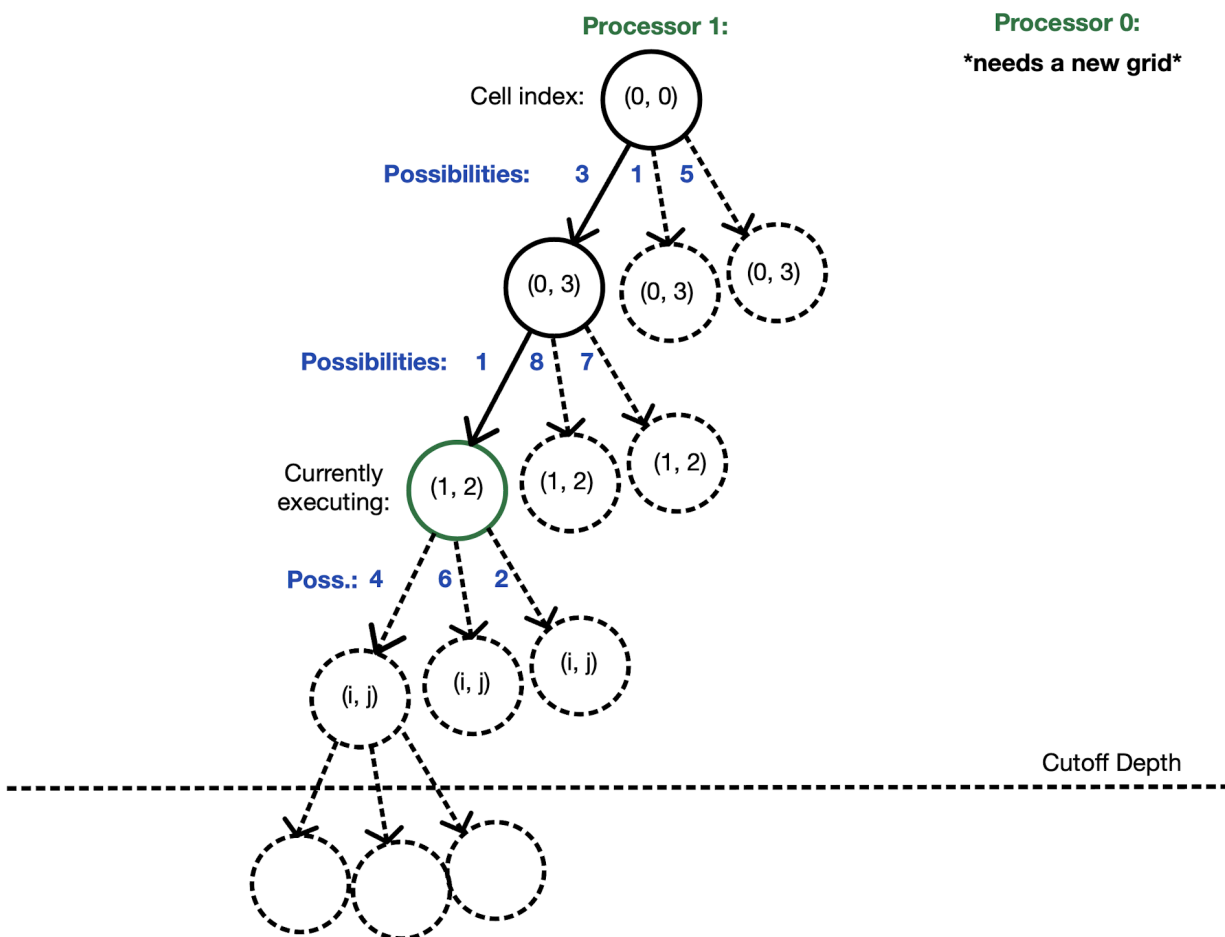 Processor 1:
Processor 0:
*needs a new grid*
Cell index:
(0, 0)
Possibilities: 3 1 5
(0, 3)
(0, 3)
(0, 3)
Possibilities: 1 8 7
Currently
executing:
(1, 2)
(1, 2)
(1, 2)
Poss.: 4 6 2
(i, j)
(i, j)
(i, j)
Cutoff Depth